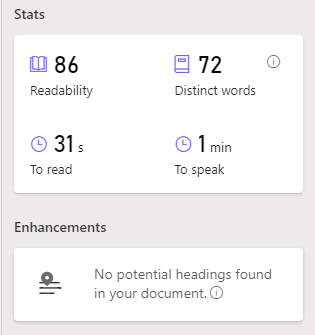 Stats
86
Readability
72
Distinct words
31 s
To read
1 min
To speak
Enhancements
No potential headings found
in your document.